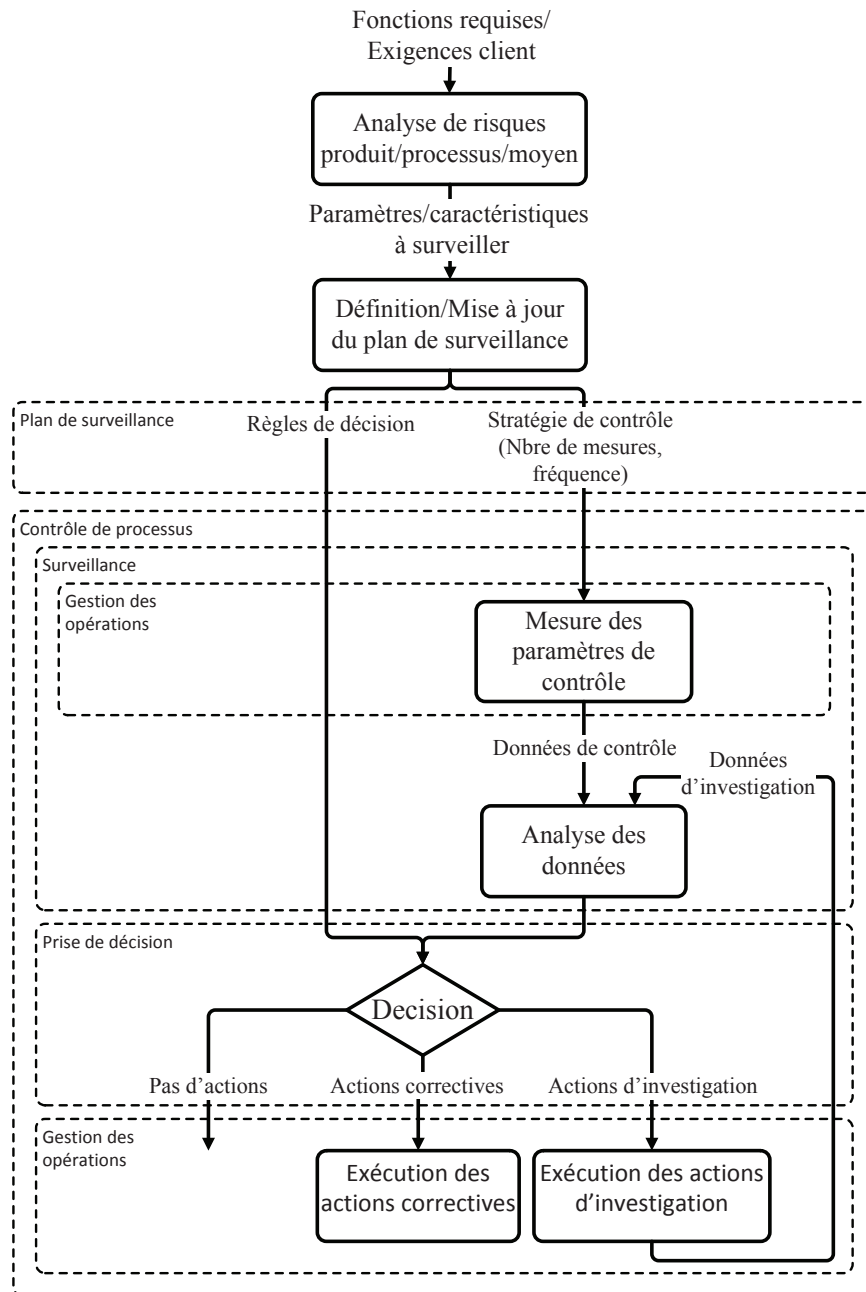 Fonctions requises/
Exigences client
Analyse de risques
produit/processus/moyen
Paramètres/caractéristiques
à surveiller
Définition/Mise à jour
du plan de surveillance
Plan de surveillance
Règles de décision
Stratégie de contrôle
(Nbre de mesures,
fréquence)
Contrôle de processus
Surveillance
Gestion des
opérations
Mesure des
paramètres de
contrôle
Données de contrôle
Données
d’investigation
Analyse des
données
Prise de décision
Decision
Pas d’actions
Actions correctives
Actions d’investigation
Gestion des
opérations
Exécution des
actions correctives
Exécution des actions
d’investigation